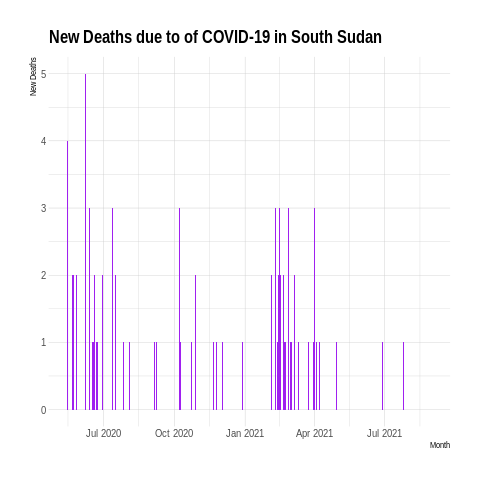 New Deaths due to of COVID-19 in South Sudan
New Deaths
5
4
3
2
1
0
Jul 2020 Oct 2020 Jan 2021 Apr 2021 Jul 2021
Month